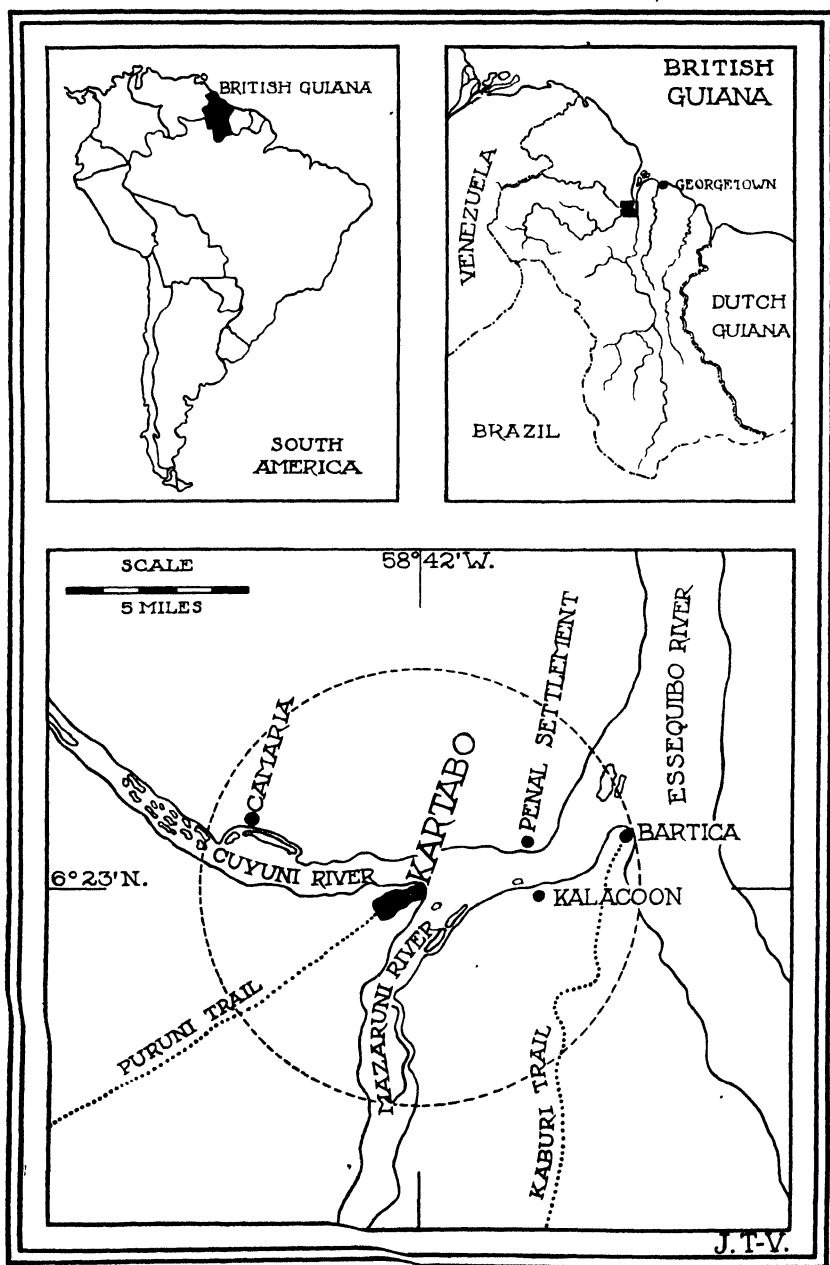 BRITISH GUIANA
SOUTH
AMERICA
BRITISH
GUIANA
GEORGETOWN
VENEZUELA
DUTCH
GUIANA
BRAZIL
SCALE
5 MILES
58°42'W.
PENAL SETTLEMENT
ESSEQUIBO RIVER
CAMARIA
KARTABO
BARTICA
CUYUNI RIVER
6°23'N.
KALACOON
MAZARUNI RIVER
PURUNI TRAIL
KABURI TRAIL
J.T-V.